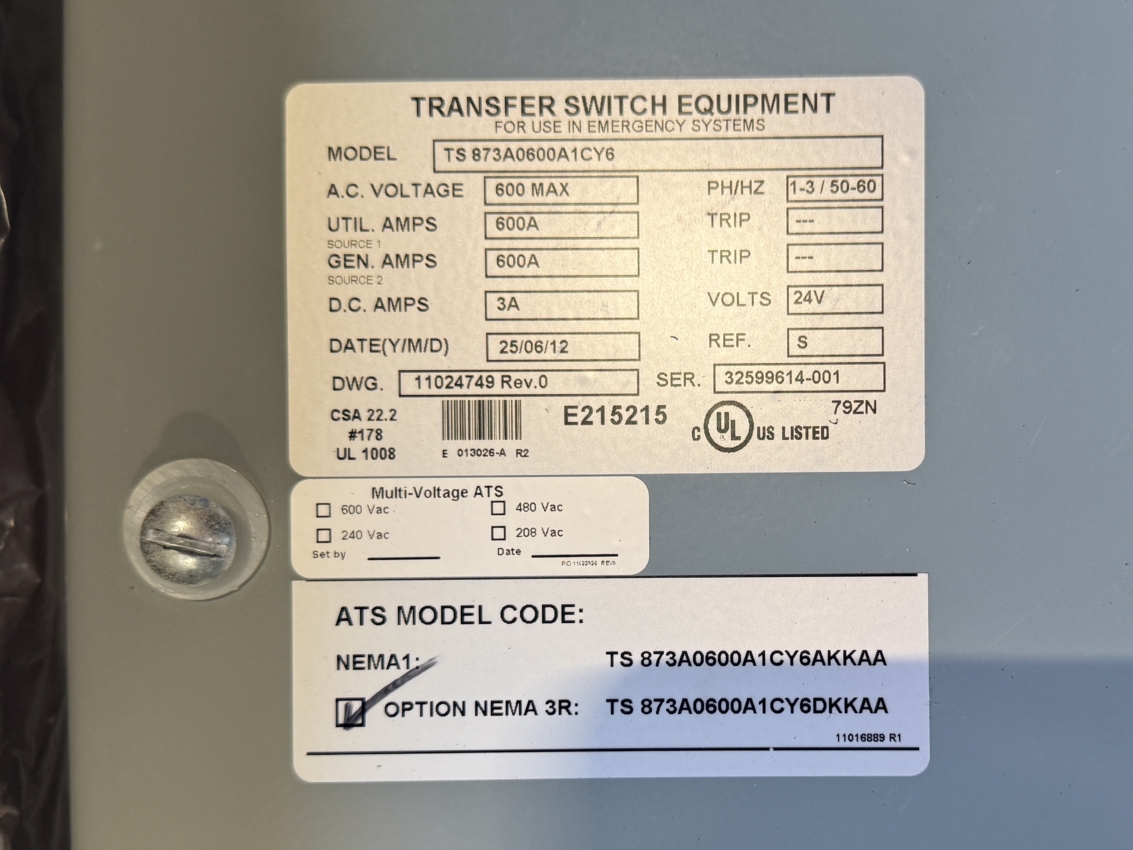 TRANSFER SWITCH EQUIPMENT
FOR USE IN EMERGENCY SYSTEMS
MODEL TS 873A0600A1CY6
A.C. VOLTAGE 600 MAX PH/HZ 1-3 / 50-60
UTIL. AMPS 600A TRIP ---
SOURCE 1
GEN. AMPS 600A TRIP ---
SOURCE 2
D.C. AMPS 3A VOLTS 24V
DATE(Y/M/D) 25/06/12 REF. S
DWG. 11024749 Rev.0 SER. 32599614-001
CSA 22.2 E215215 C UL US LISTED 79ZN
#178
UL 1008 E 013026-A R2
Multi-Voltage ATS
600 Vac 480 Vac
240 Vac 208 Vac
Set by Date
ATS MODEL CODE:
NEMA1: TS 873A0600A1CY6AKKAA
OPTION NEMA 3R: TS 873A0600A1CY6DKKAA
11016889 R1